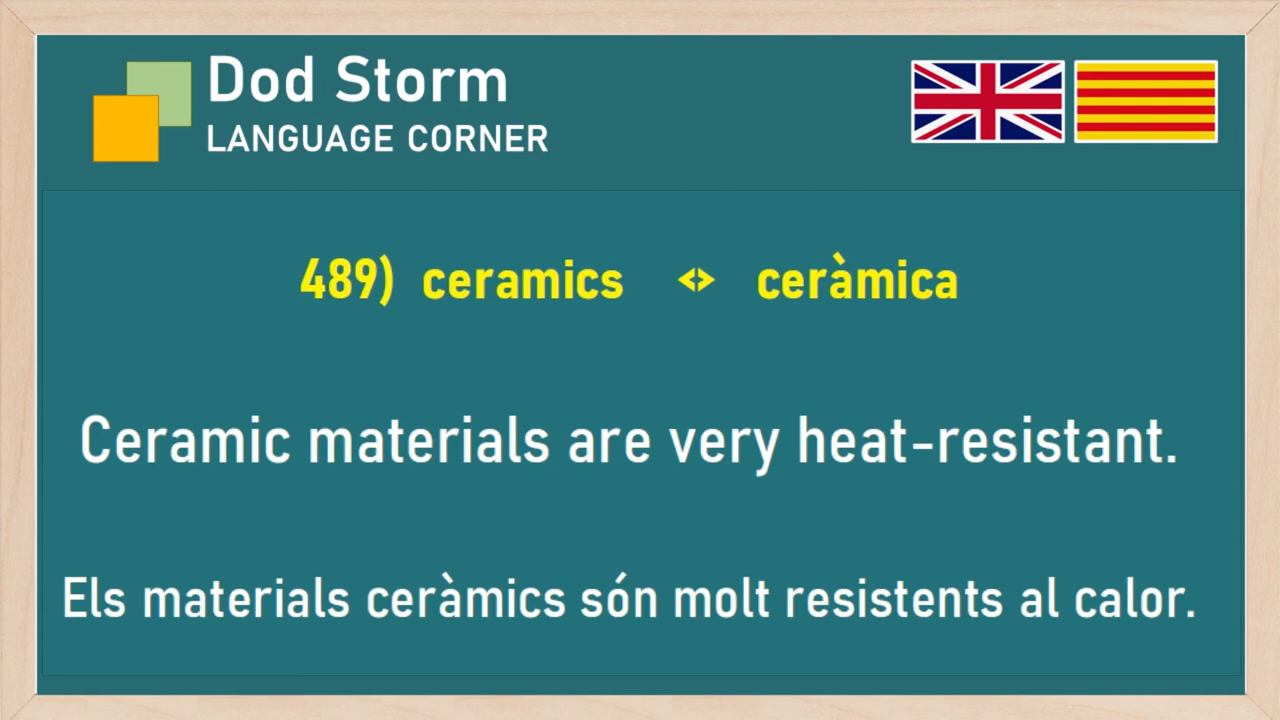 Dod Storm
LANGUAGE CORNER
489) ceramics <> ceràmica
Ceramic materials are very heat-resistant.
Els materials ceràmics són molt resistents al calor.